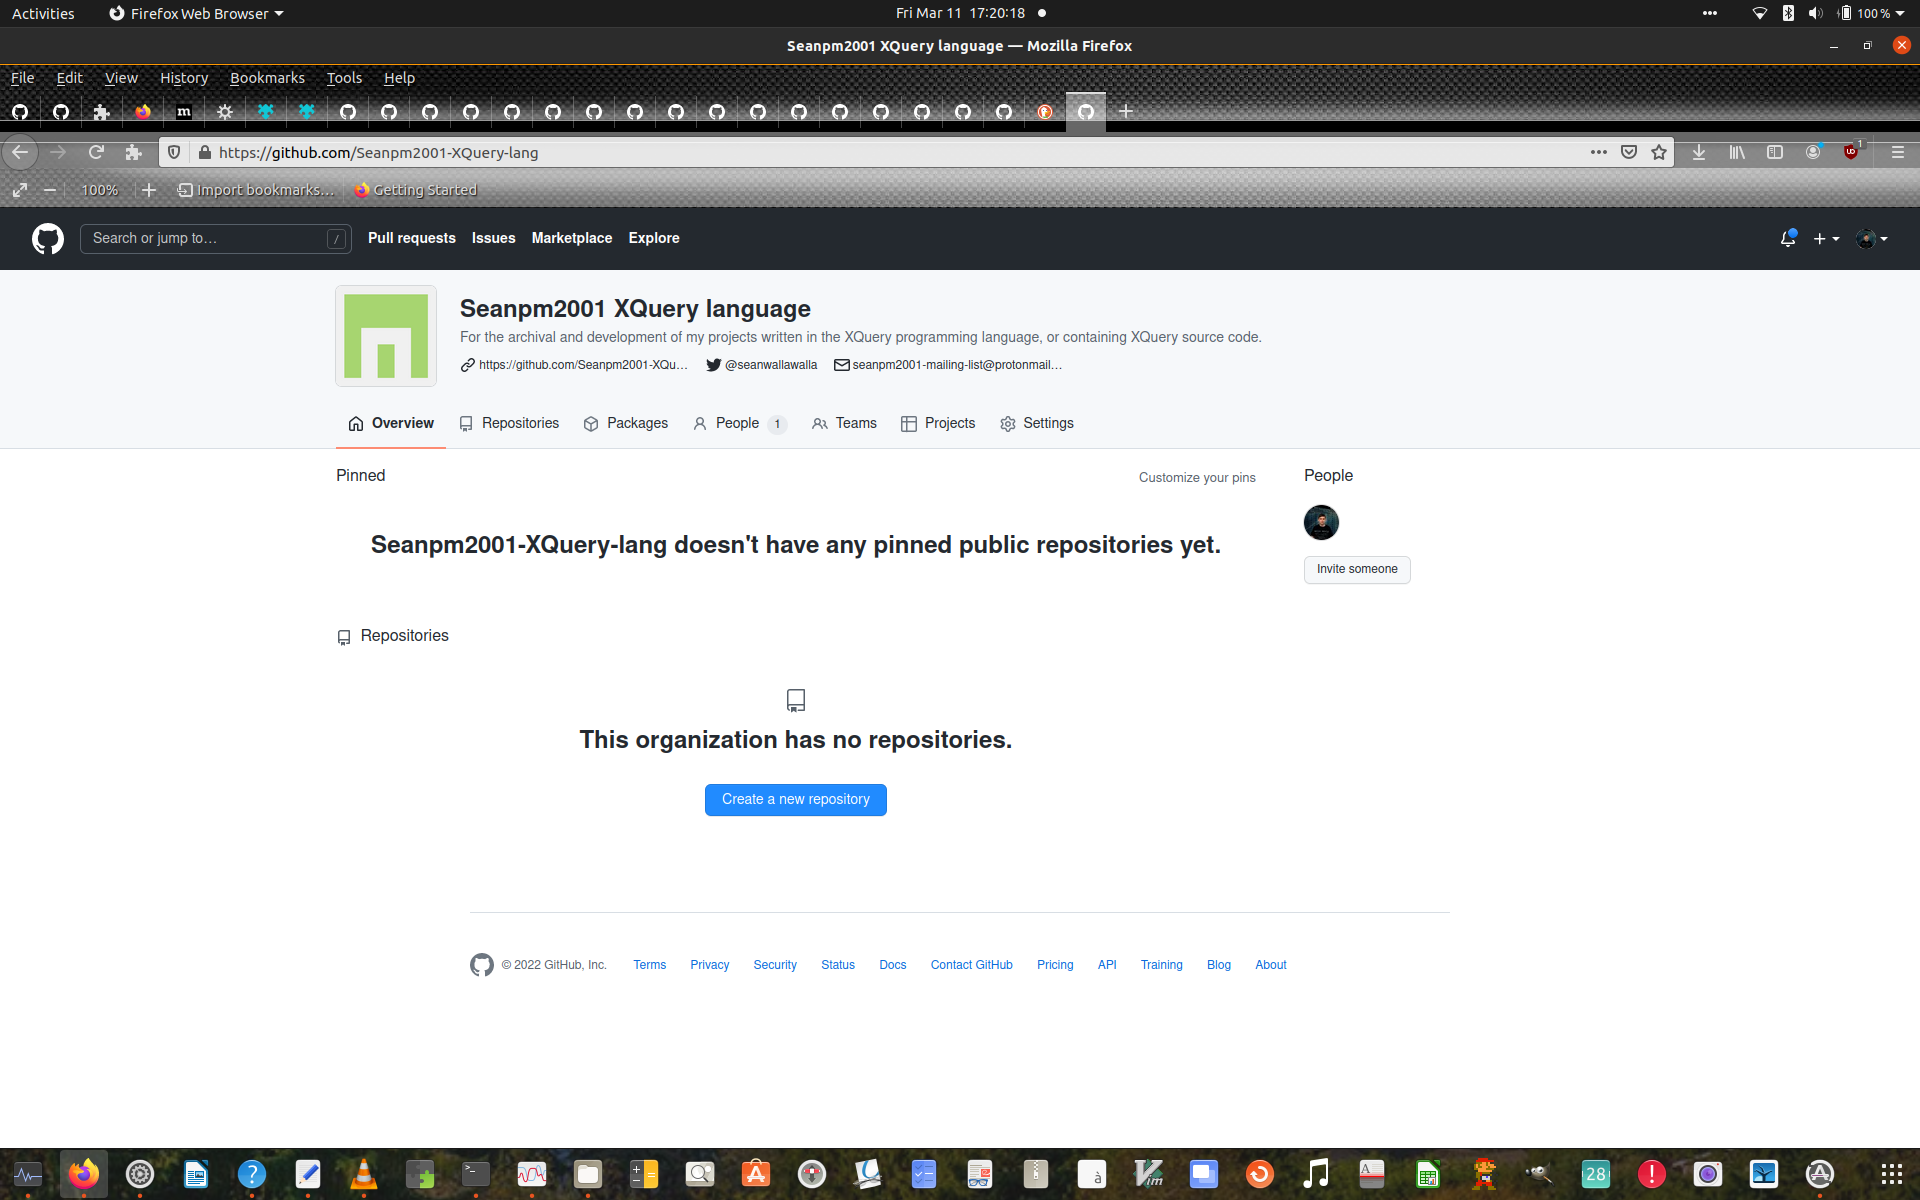 Activities Firefox Web Browser Fri Mar 11 17:20:18 100 %
Seanpm2001 XQuery language — Mozilla Firefox
File Edit View History Bookmarks Tools Help
m
https://github.com/Seanpm2001-XQuery-lang 1
100% Import bookmarks... Getting Started
Search or jump to... / Pull requests Issues Marketplace Explore
Seanpm2001 XQuery language
For the archival and development of my projects written in the XQuery programming language, or containing XQuery source code.
https://github.com/Seanpm2001-XQu... @seanwallawalla seanpm2001-mailing-list@protonmail...
Overview Repositories Packages People 1 Teams Projects Settings
Pinned Customize your pins People
Seanpm2001-XQuery-lang doesn't have any pinned public repositories yet.
Invite someone
Repositories
This organization has no repositories.
Create a new repository
© 2022 GitHub, Inc. Terms Privacy Security Status Docs Contact GitHub Pricing API Training Blog About
28